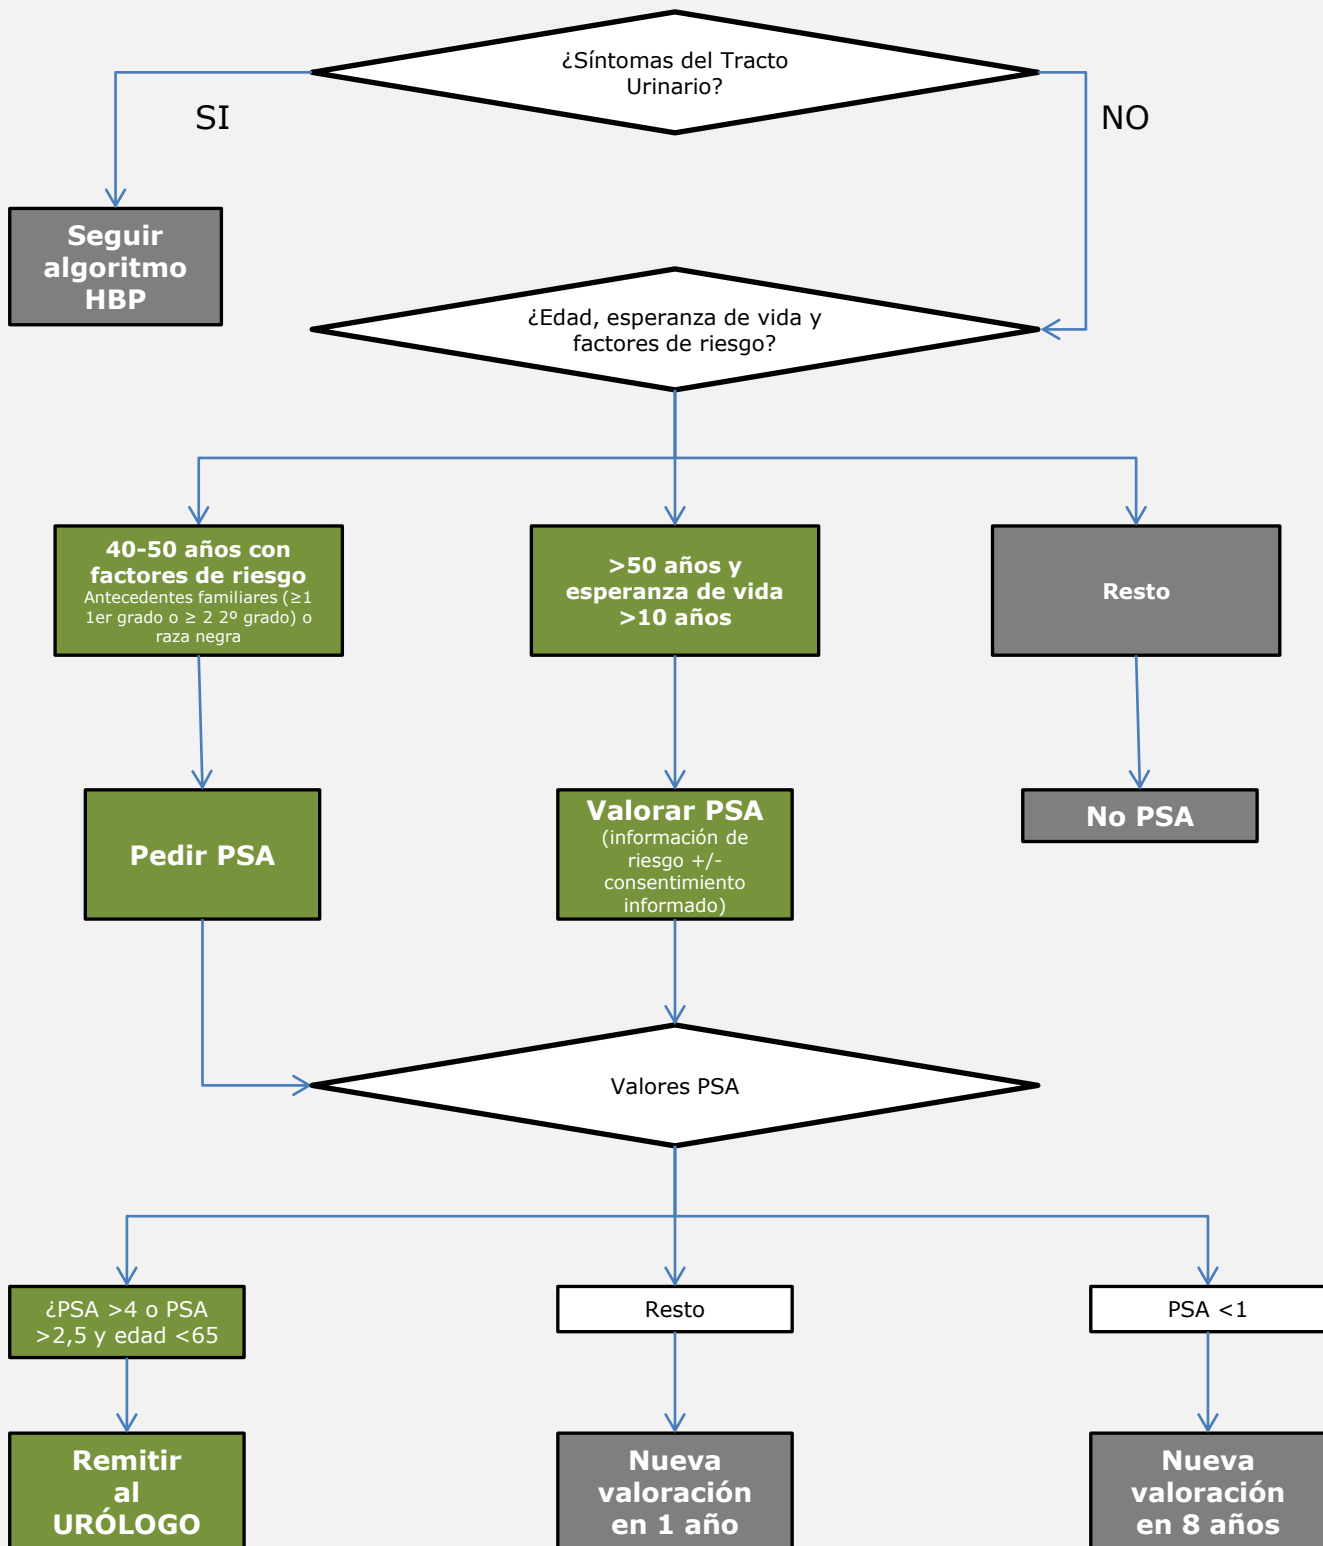 ¿Síntomas del Tracto
Urinario?
SI
NO
Seguir
algoritmo
HBP
¿Edad, esperanza de vida y
factores de riesgo?
40-50 años con
factores de riesgo
Antecedentes familiares (≥1
1er grado o ≥ 2 2º grado) o
raza negra
>50 años y
esperanza de vida
>10 años
Resto
Pedir PSA
Valorar PSA
(información de
riesgo +/-
consentimiento
informado)
No PSA
Valores PSA
¿PSA >4 o PSA
>2,5 y edad <65
Resto
PSA <1
Remitir
al
URÓLOGO
Nueva
valoración
en 1 año
Nueva
valoración
en 8 años